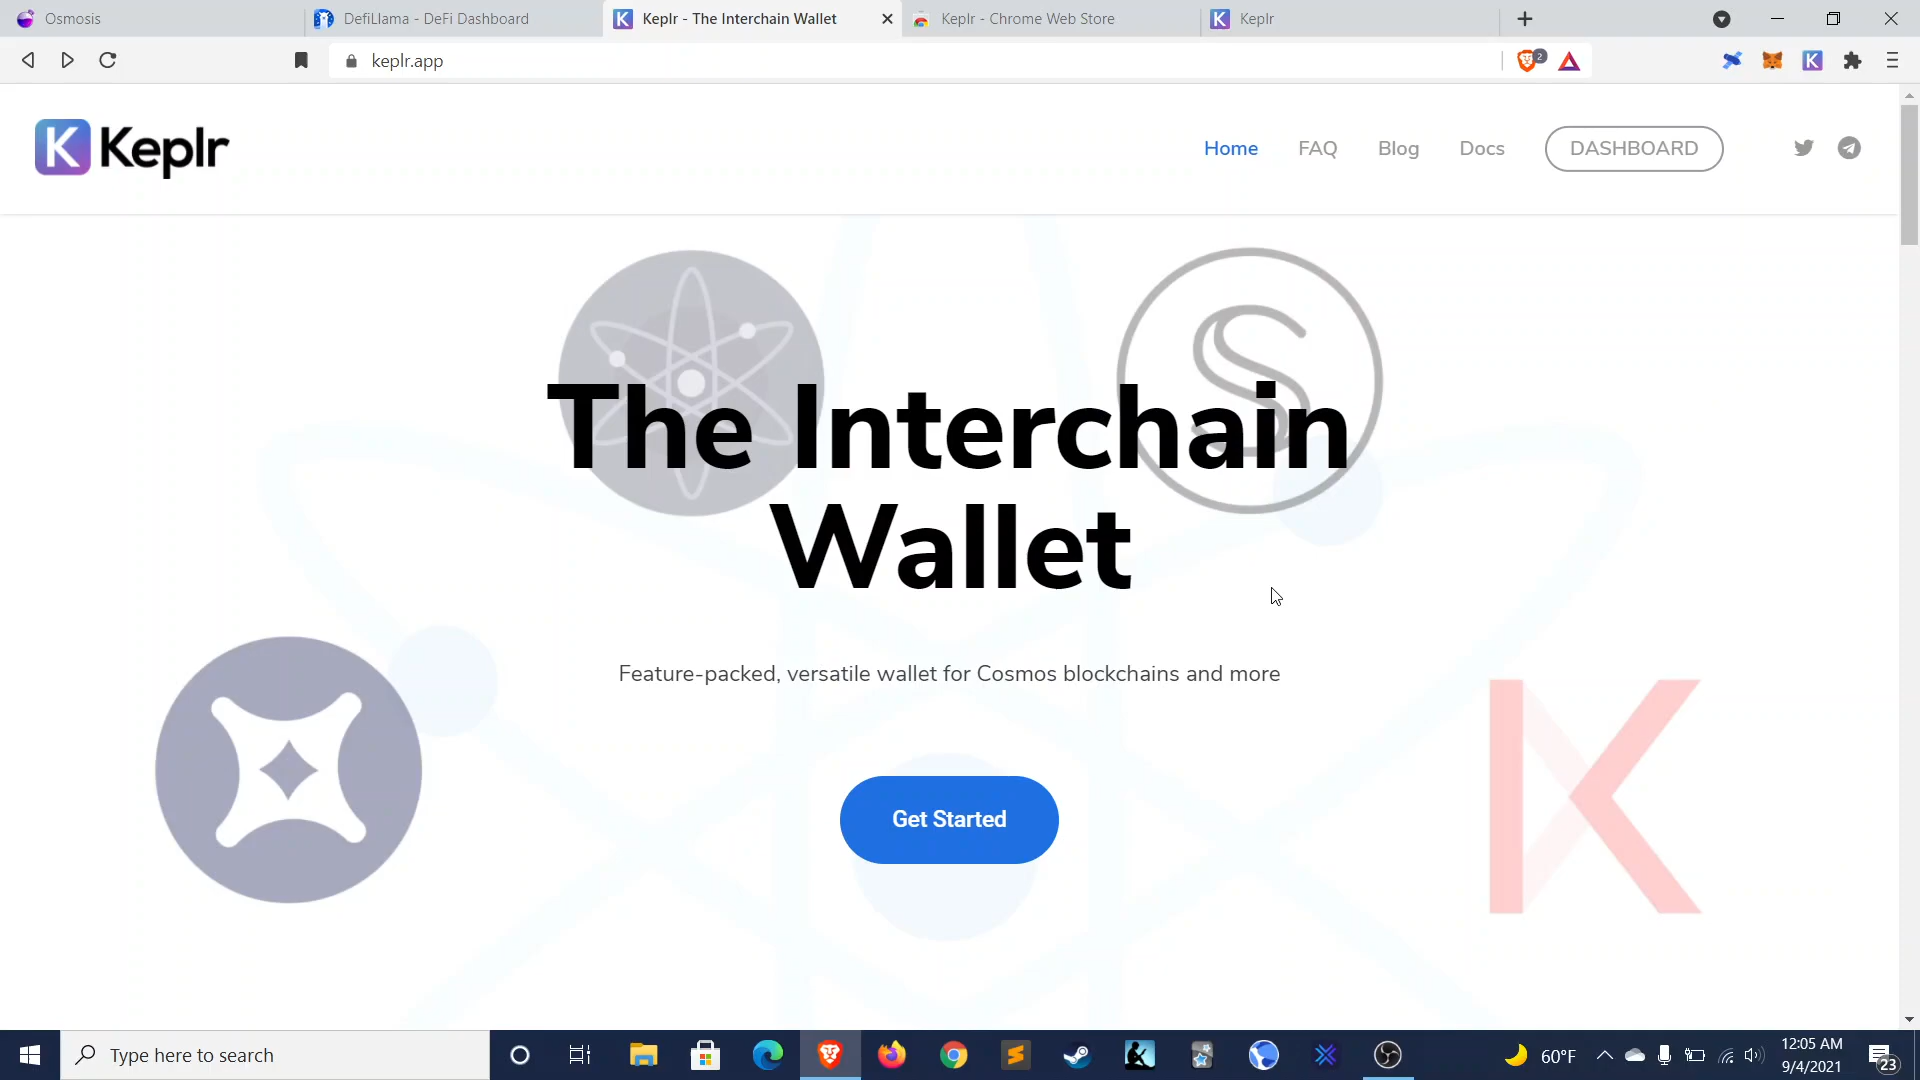 Osmosis
DefiLlama - DeFi Dashboard
Keplr - The Interchain Wallet
Keplr - Chrome Web Store
Keplr
keplr.app
2
K
K Keplr
Home
FAQ
Blog
Docs
DASHBOARD
The Interchain
Wallet
Feature-packed, versatile wallet for Cosmos blockchains and more
Get Started
Type here to search
60°F
12:05 AM
9/4/2021
23